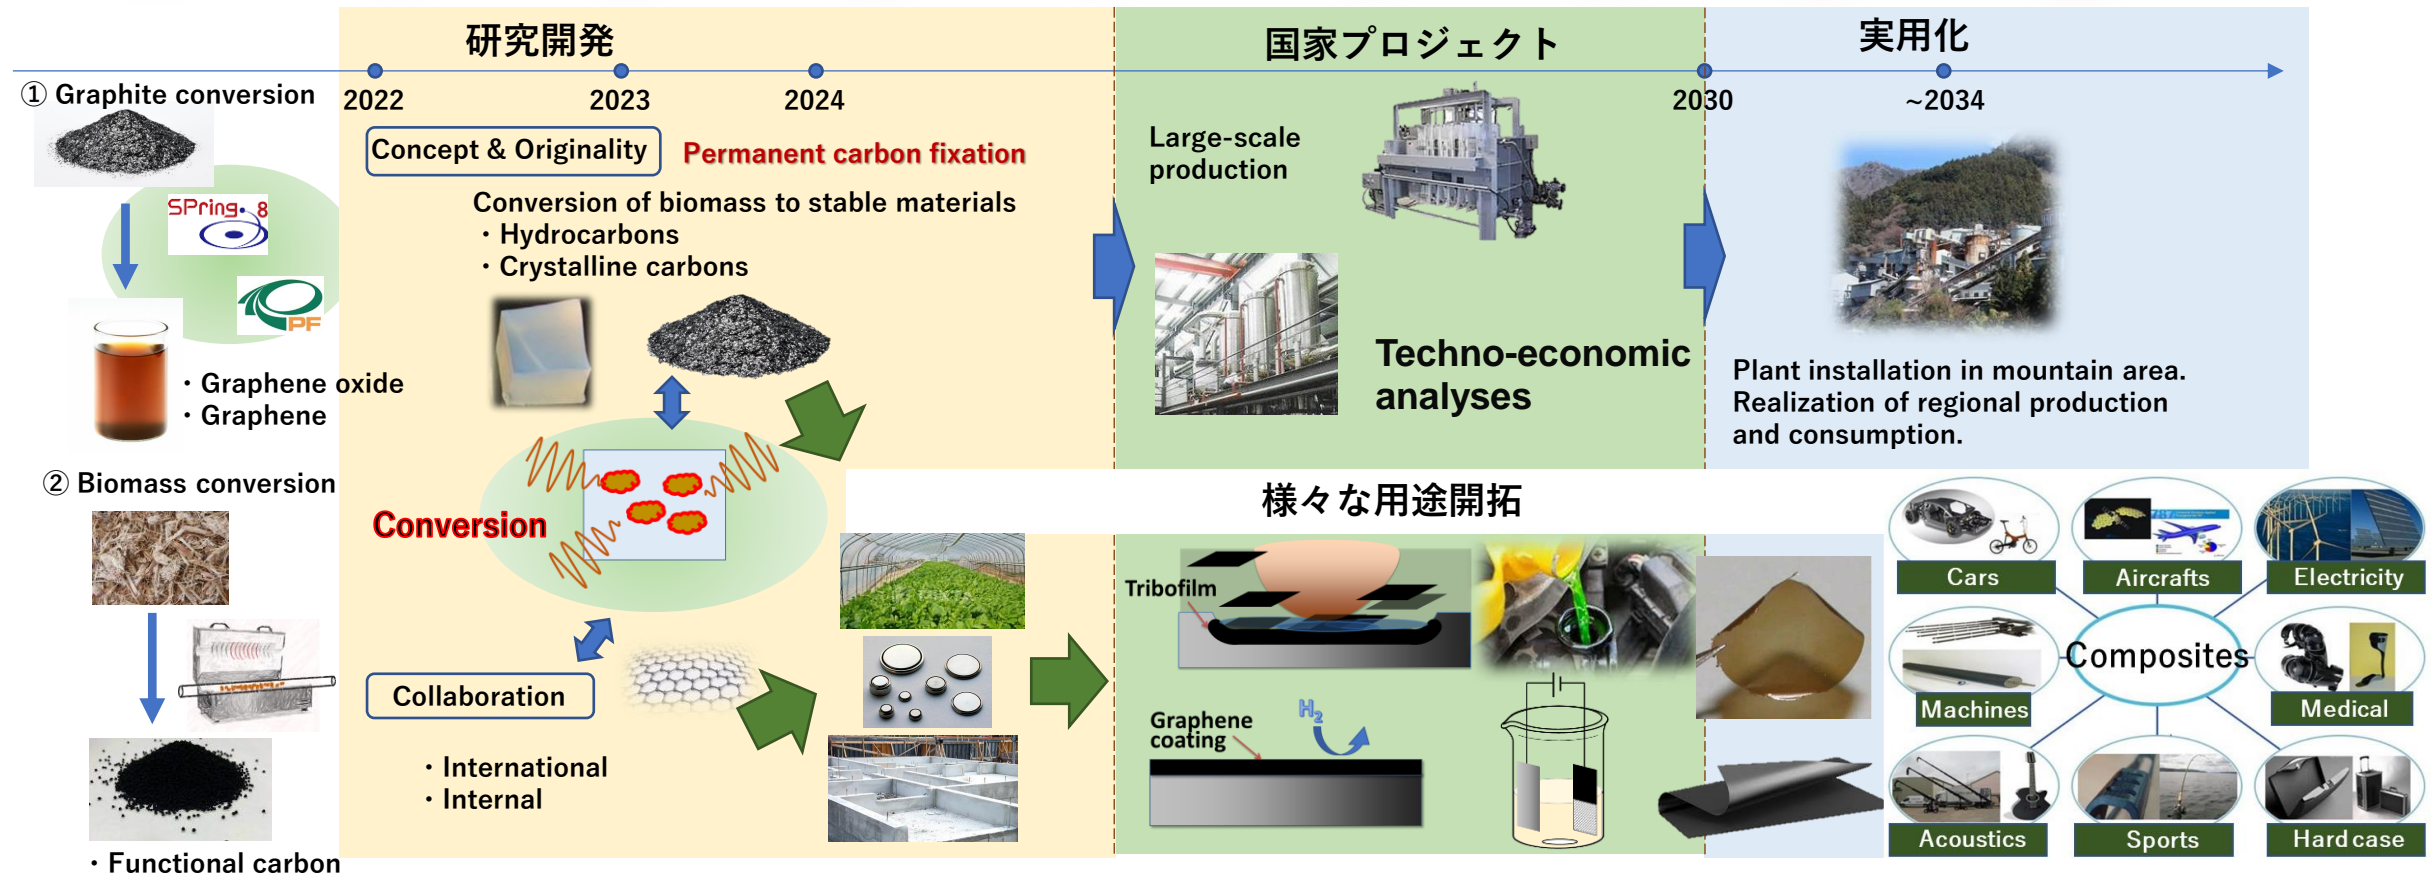 研究開発
国家プロジェクト
実用化
① Graphite conversion
2022
2023
2024
2030
~2034
Concept & Originality
Permanent carbon fixation
Conversion of biomass to stable materials
・Hydrocarbons
・Crystalline carbons
SPring. 8
PF
・Graphene oxide
・Graphene
Large-scale
production
Techno-economic
analyses
Plant installation in mountain area.
Realization of regional production
and consumption.
② Biomass conversion
Conversion
Collaboration
・International
・Internal
・Functional carbon
様々な用途開拓
Tribofilm
Graphene
coating
H₂
Cars
Aircrafts
Electricity
Machines
Composites
Medical
Acoustics
Sports
Hard case